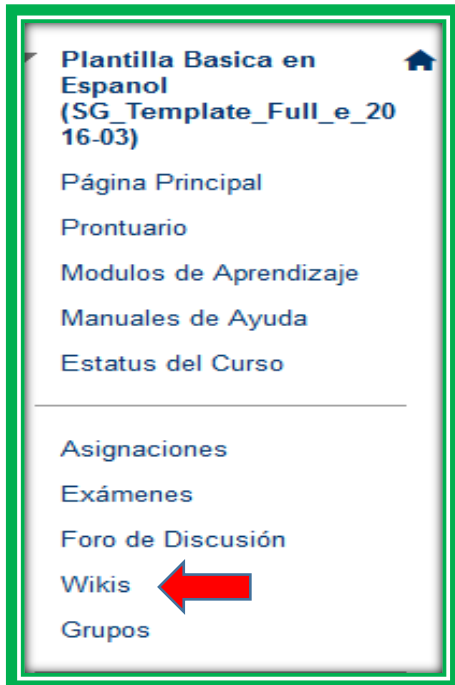 Plantilla Basica en
Espanol
(SG_Template_Full_e_20
16-03)
Página Principal
Prontuario
Modulos de Aprendizaje
Manuales de Ayuda
Estatus del Curso
Asignaciones
Exámenes
Foro de Discusión
Wikis
Grupos